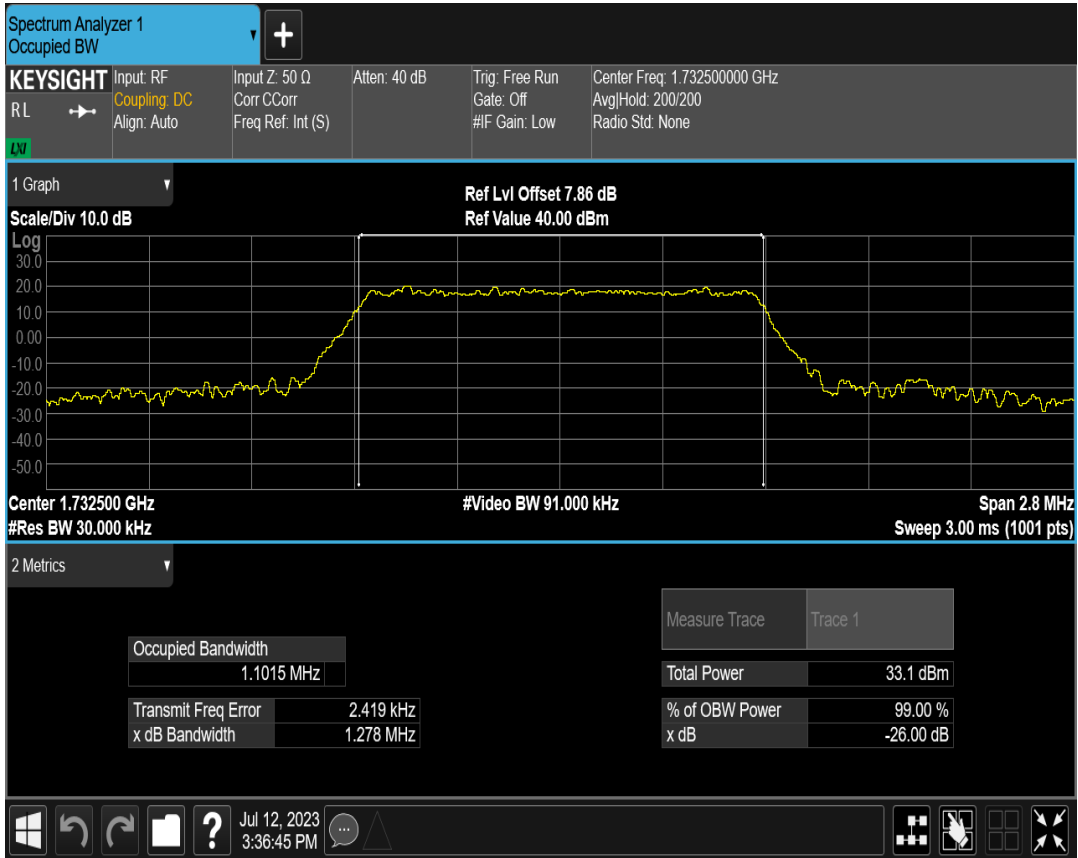 Spectrum Analyzer 1
Occupied BW
+
KEYSIGHT
R L
LXI
Input: RF
Coupling: DC
Align: Auto
Input Z: 50 Ω
Corr CCorr
Freq Ref: Int (S)
Atten: 40 dB
Trig: Free Run
Gate: Off
#IF Gain: Low
Center Freq: 1.732500000 GHz
Avg|Hold: 200/200
Radio Std: None
1 Graph
Scale/Div 10.0 dB
Ref Lvl Offset 7.86 dB
Ref Value 40.00 dBm
Log
30.0
20.0
10.0
0.00
-10.0
-20.0
-30.0
-40.0
-50.0
Center 1.732500 GHz
#Video BW 91.000 kHz
Span 2.8 MHz
#Res BW 30.000 kHz
Sweep 3.00 ms (1001 pts)
2 Metrics
Measure Trace Trace 1
Occupied Bandwidth
1.1015 MHz
Total Power 33.1 dBm
Transmit Freq Error 2.419 kHz
% of OBW Power 99.00 %
x dB Bandwidth 1.278 MHz
x dB -26.00 dB
?
Jul 12, 2023
3:36:45 PM